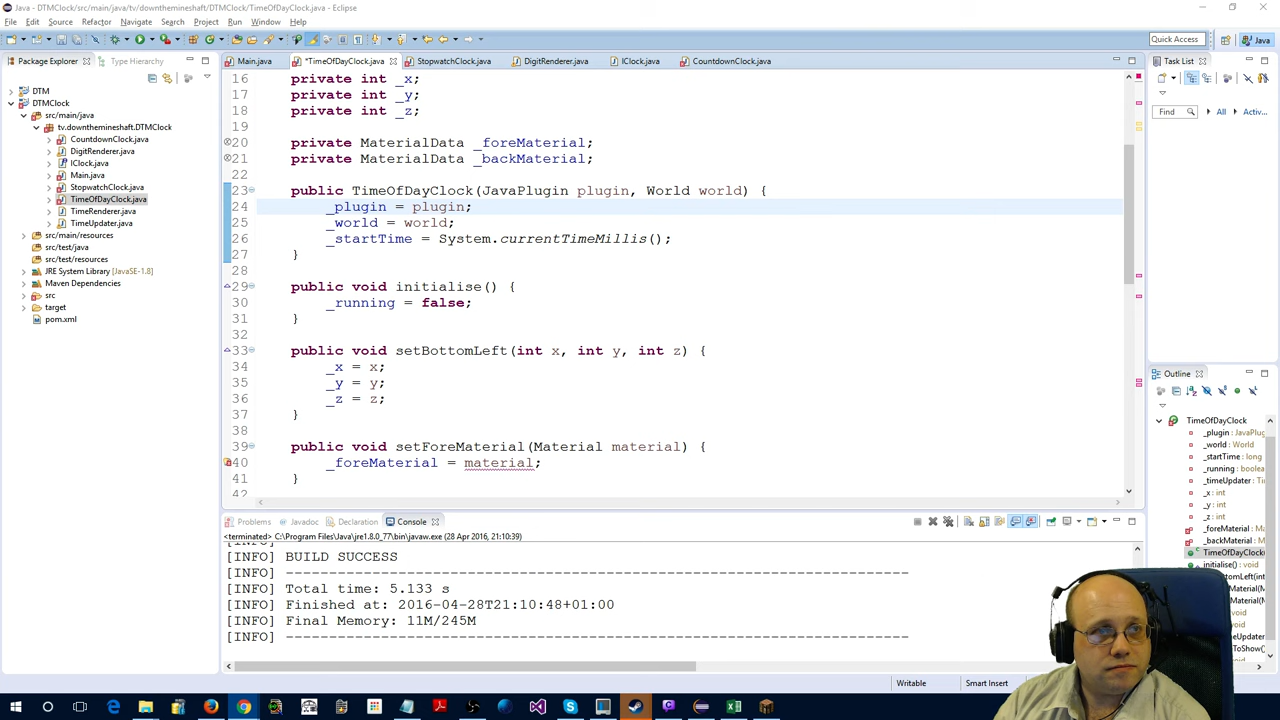 Java - DTMClock/src/main/java/tv/downthemineshaft/DTMClock/TimeOfDayClock.java - Eclipse
File Edit Source Refactor Navigate Search Project Run Window Help
Quick Access
Java
Package Explorer
Type Hierarchy
DTM
DTMClock
src/main/java
tv.downthemineshaft.DTMClock
CountdownClock.java
DigitRenderer.java
IClock.java
Main.java
StopwatchClock.java
TimeOfDayClock.java
TimeRenderer.java
TimeUpdater.java
src/main/resources
src/test/java
src/test/resources
JRE System Library [JavaSE-1.8]
Maven Dependencies
src
target
pom.xml
Main.java *TimeOfDayClock.java StopwatchClock.java DigitRenderer.java IClock.java CountdownClock.java
16 private int _x;
17 private int _y;
18 private int _z;
19
20 private MaterialData _foreMaterial;
21 private MaterialData _backMaterial;
22
23 public TimeOfDayClock(JavaPlugin plugin, World world) {
24 _plugin = plugin;
25 _world = world;
26 _startTime = System.currentTimeMillis();
27 }
28
29 public void initialise() {
30 _running = false;
31 }
32
33 public void setBottomLeft(int x, int y, int z) {
34 _x = x;
35 _y = y;
36 _z = z;
37 }
38
39 public void setForeMaterial(Material material) {
40 _foreMaterial = material;
41 }
42
Problems Javadoc Declaration Console
<terminated> C:\Program Files\Java\jre1.8.0_77\bin\javaw.exe (28 Apr 2016, 21:10:39)
[INFO] BUILD SUCCESS
[INFO] ------------------------------------------------------------------------
[INFO] Total time: 5.133 s
[INFO] Finished at: 2016-04-28T21:10:48+01:00
[INFO] Final Memory: 11M/245M
[INFO] ------------------------------------------------------------------------
Writable Smart Insert
Task List
Find All Activ...
Outline
TimeOfDayClock
_plugin : JavaPlug
_world : World
_startTime : long
_running : boolea
_timeUpdater : Ti
_x : int
_y : int
_z : int
_foreMaterial : M
_backMaterial : M
TimeOfDayClock(
initialise() : void